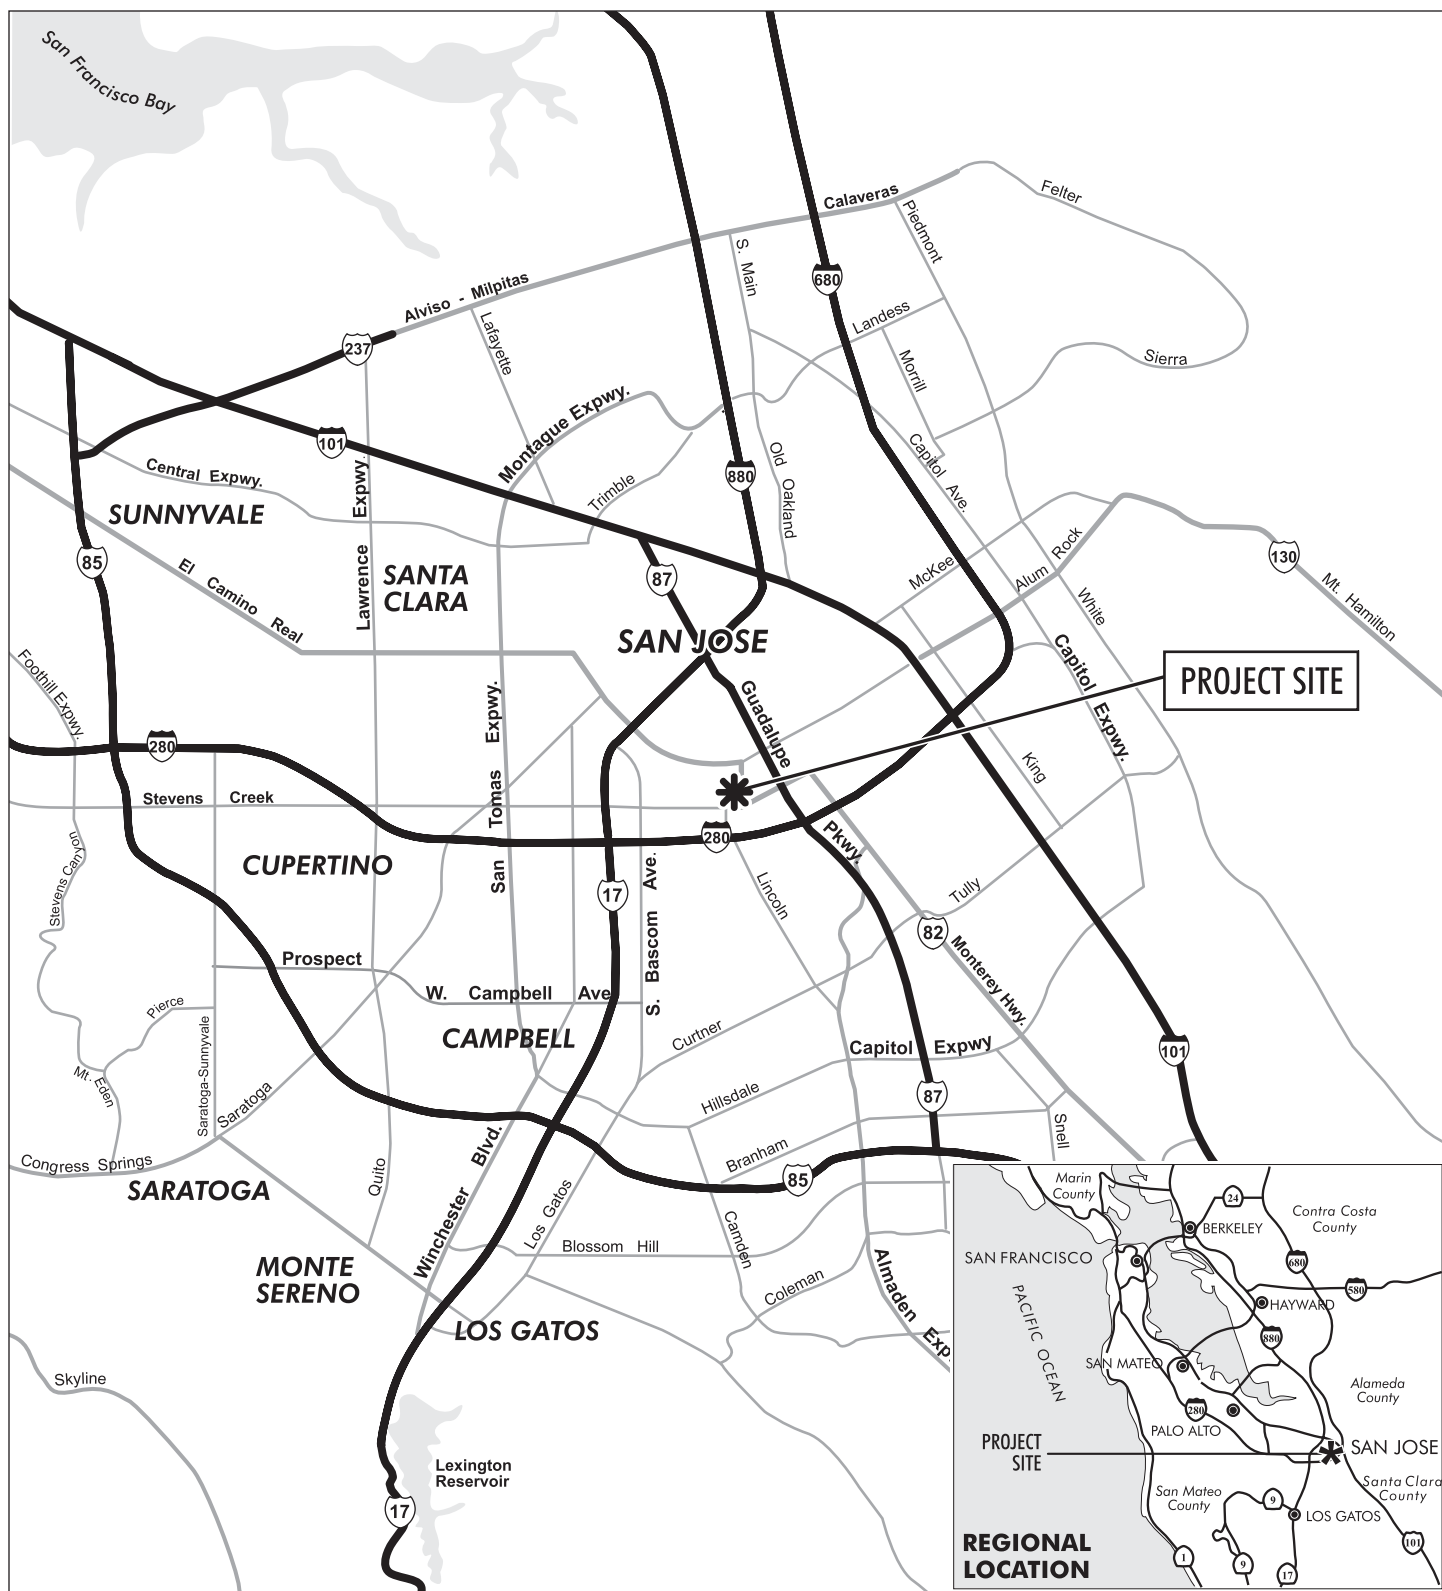 San Francisco Bay
Calaveras
Felter
Piedmont
S. Main
680
Alviso - Milpitas
Lafayette
Landess
237
Morrill
Sierra
Montague Expwy.
101
Central Expwy.
Lawrence Expwy.
Trimble
880
Old Oakland
Capitol Ave.
SUNNYVALE
85
El Camino Real
SANTA
CLARA
87
McKee
Alum Rock
130
Mt. Hamilton
White
SAN JOSE
Capitol Expwy.
PROJECT SITE
Foothill Expwy.
Guadalupe
Pkwy.
280
Stevens Creek
San Tomas Expwy.
King
280
Stevens Canyon
CUPERTINO
17
S. Bascom Ave.
Lincoln
Tully
82
Monterey Hwy.
Prospect
W. Campbell Ave
Pierce
CAMPBELL
Curtner
Capitol Expwy
101
Saratoga-Sunnyvale
Mt. Eden
Saratoga
Hillsdale
87
Snell
Congress Springs
Quito
Winchester Blvd.
Branham
85
SARATOGA
Los Gatos
Blossom Hill
Camden
Coleman
Almaden Exp.
MONTE
SERENO
LOS GATOS
Skyline
Lexington
Reservoir
17
Marin
County
24
Contra Costa
County
BERKELEY
SAN FRANCISCO
680
580
PACIFIC OCEAN
HAYWARD
880
SAN MATEO
Alameda
County
280
PALO ALTO
PROJECT
SITE
SAN JOSE
San Mateo
County
Santa Clara
County
9
LOS GATOS
101
REGIONAL
LOCATION
1
9
17